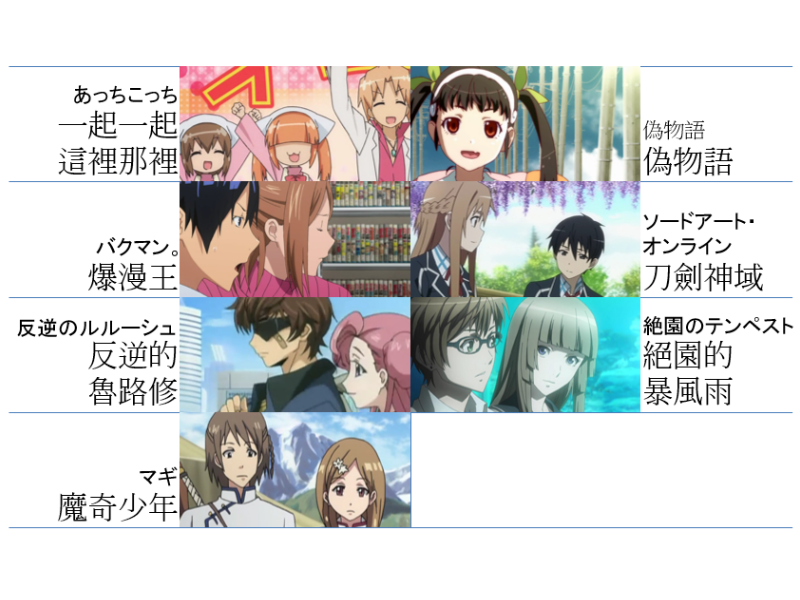 あっちこっち
一起一起
這裡那裡
偽物語
偽物語
バクマン。
爆漫王
ソードアート・
オンライン
刀劍神域
反逆のルルーシュ
反逆的
魯路修
絶園のテンペスト
絕園的
暴風雨
マギ
魔奇少年